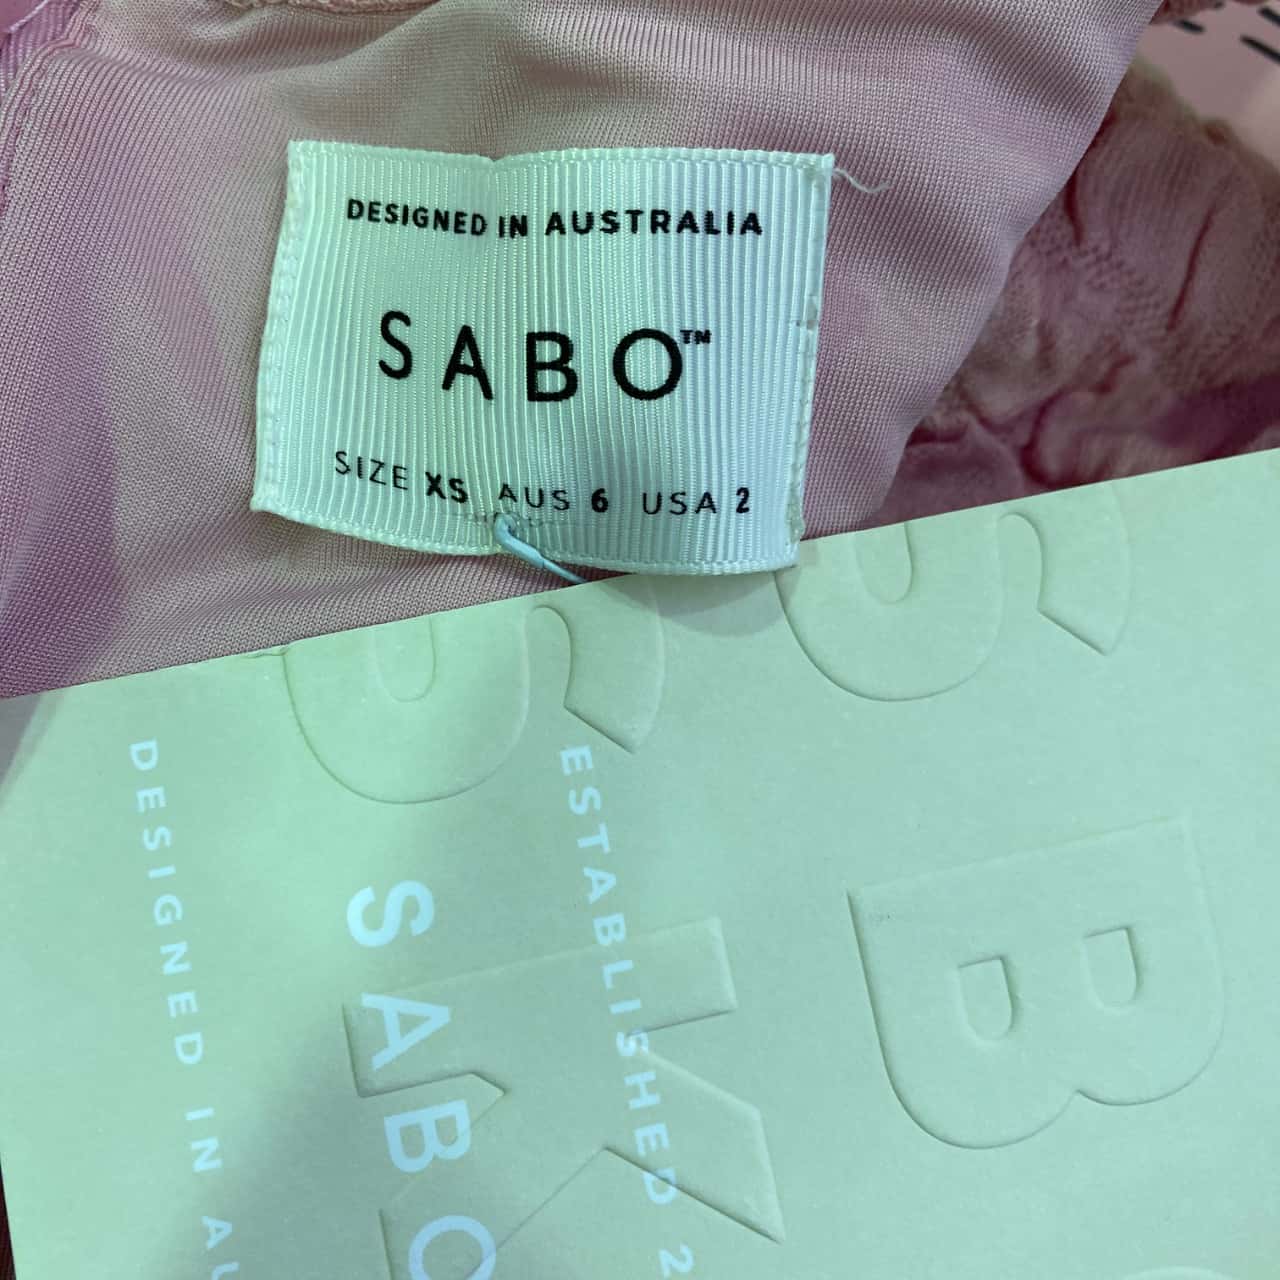 DESIGNED IN AUSTRALIA
SABO™
SIZE XS AUS 6 USA 2
ESTABLISHED 2
SABO
DESIGNED IN AU
B
K